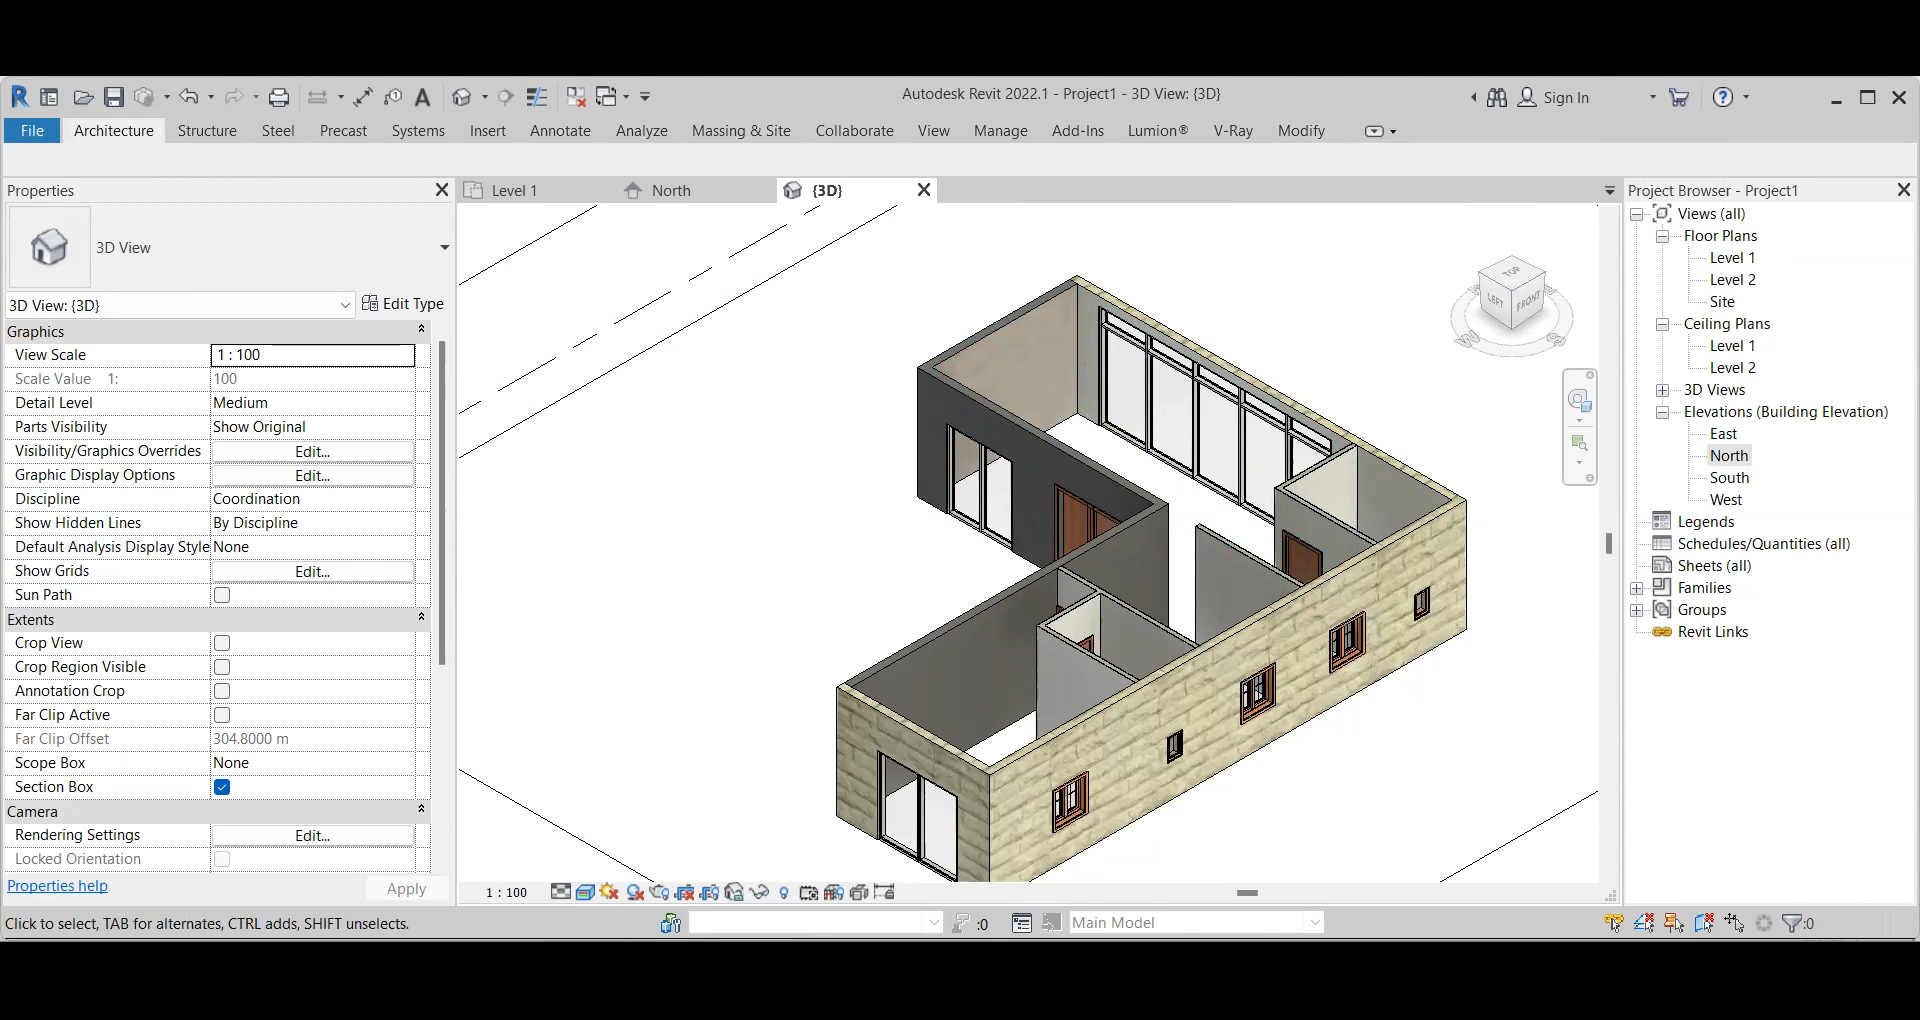 Autodesk Revit 2022.1 - Project1 - 3D View: {3D}
Sign In
File Architecture Structure Steel Precast Systems Insert Annotate Analyze Massing & Site Collaborate View Manage Add-Ins Lumion® V-Ray Modify
Properties
3D View
3D View: {3D}
Edit Type
Graphics
View Scale 1 : 100
Scale Value 1: 100
Detail Level Medium
Parts Visibility Show Original
Visibility/Graphics Overrides Edit...
Graphic Display Options Edit...
Discipline Coordination
Show Hidden Lines By Discipline
Default Analysis Display Style None
Show Grids Edit...
Sun Path
Extents
Crop View
Crop Region Visible
Annotation Crop
Far Clip Active
Far Clip Offset 304.8000 m
Scope Box None
Section Box
Camera
Rendering Settings Edit...
Locked Orientation
Properties help
Apply
Level 1 North {3D}
TOP
LEFT FRONT
W S
1 : 100
Project Browser - Project1
Views (all)
Floor Plans
Level 1
Level 2
Site
Ceiling Plans
Level 1
Level 2
3D Views
Elevations (Building Elevation)
East
North
South
West
Legends
Schedules/Quantities (all)
Sheets (all)
Families
Groups
Revit Links
Click to select, TAB for alternates, CTRL adds, SHIFT unselects.
:0
Main Model
:0